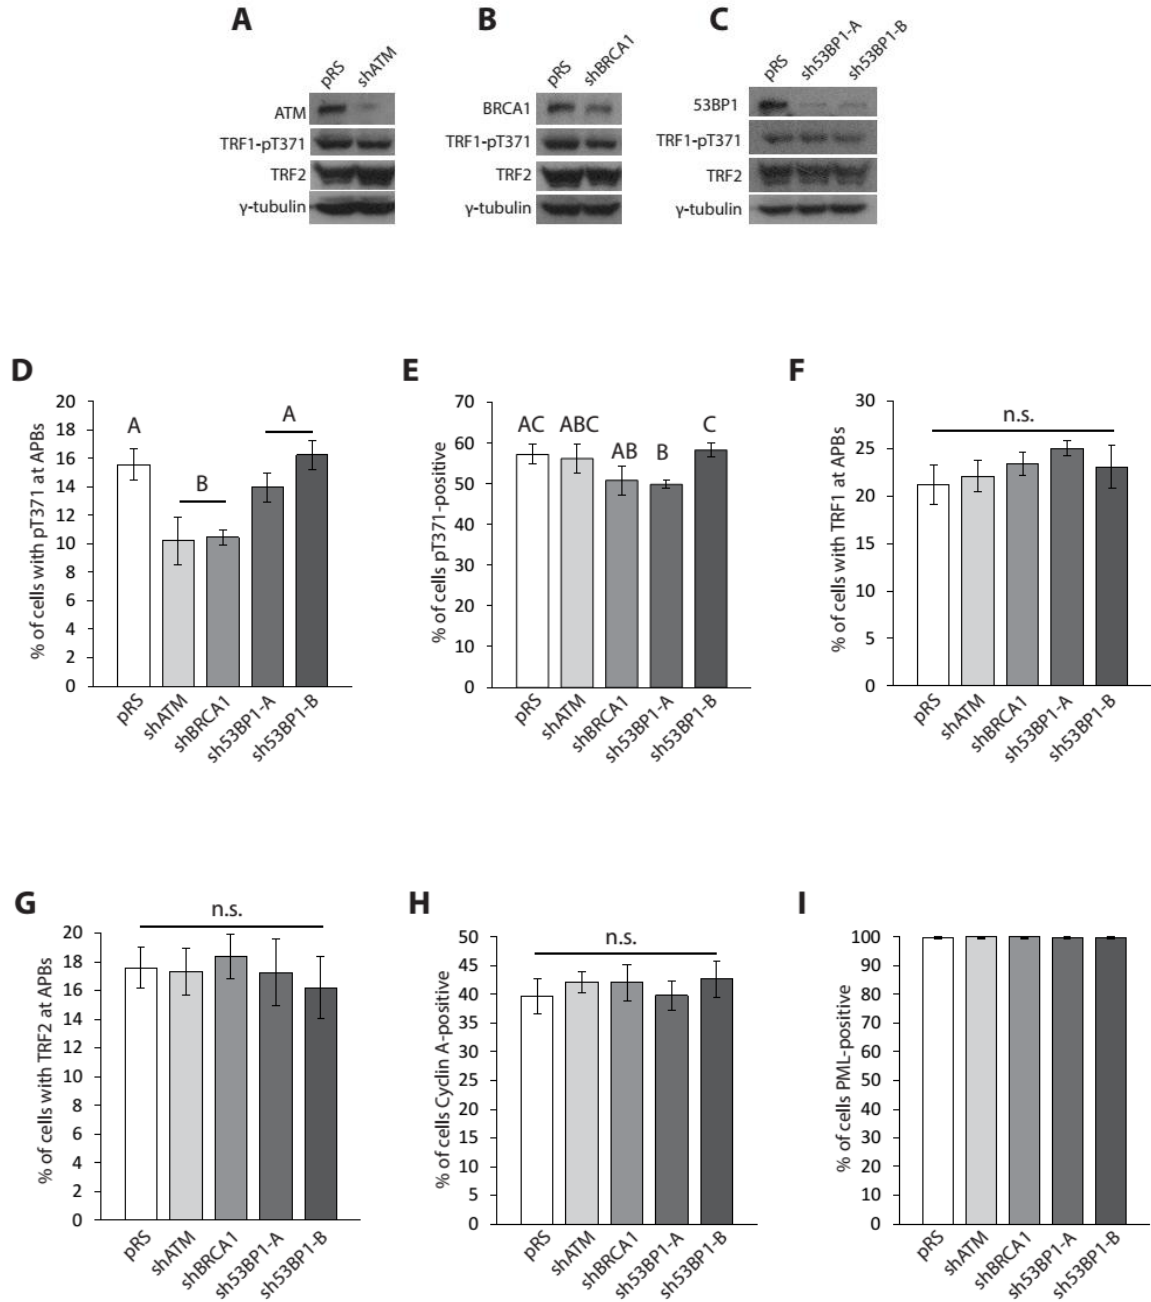 A
B
C
pRS
shATM
pRS
shBRCA1
pRS
sh53BP1-A
sh53BP1-B
ATM
TRF1-pT371
TRF2
γ-tubulin
BRCA1
TRF1-pT371
TRF2
γ-tubulin
53BP1
TRF1-pT371
TRF2
γ-tubulin
D
% of cells with pT371 at APBs
20
18
16
14
12
10
8
6
4
2
0
A
B
A
pRS
shATM
shBRCA1
sh53BP1-A
sh53BP1-B
E
% of cells pT371-positive
70
60
50
40
30
20
10
0
AC
ABC
AB
B
C
pRS
shATM
shBRCA1
sh53BP1-A
sh53BP1-B
F
% of cells with TRF1 at APBs
30
25
20
15
10
5
0
n.s.
pRS
shATM
shBRCA1
sh53BP1-A
sh53BP1-B
G
% of cells with TRF2 at APBs
20
18
16
14
12
10
8
6
4
2
0
n.s.
pRS
shATM
shBRCA1
sh53BP1-A
sh53BP1-B
H
% of cells Cyclin A-positive
50
45
40
35
30
25
20
15
10
5
0
n.s.
pRS
shATM
shBRCA1
sh53BP1-A
sh53BP1-B
I
% of cells PML-positive
100
90
80
70
60
50
40
30
20
10
0
pRS
shATM
shBRCA1
sh53BP1-A
sh53BP1-B